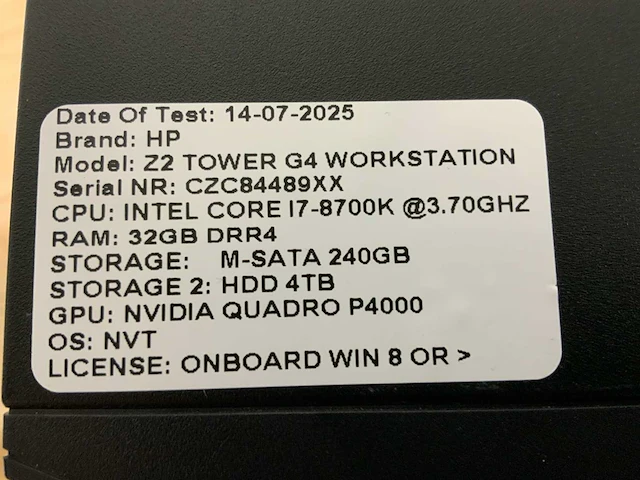 Date Of Test: 14-07-2025
Brand: HP
Model: Z2 TOWER G4 WORKSTATION
Serial NR: CZC84489XX
CPU: INTEL CORE I7-8700K @3.70GHZ
RAM: 32GB DRR4
STORAGE: M-SATA 240GB
STORAGE 2: HDD 4TB
GPU: NVIDIA QUADRO P4000
OS: NVT
LICENSE: ONBOARD WIN 8 OR >